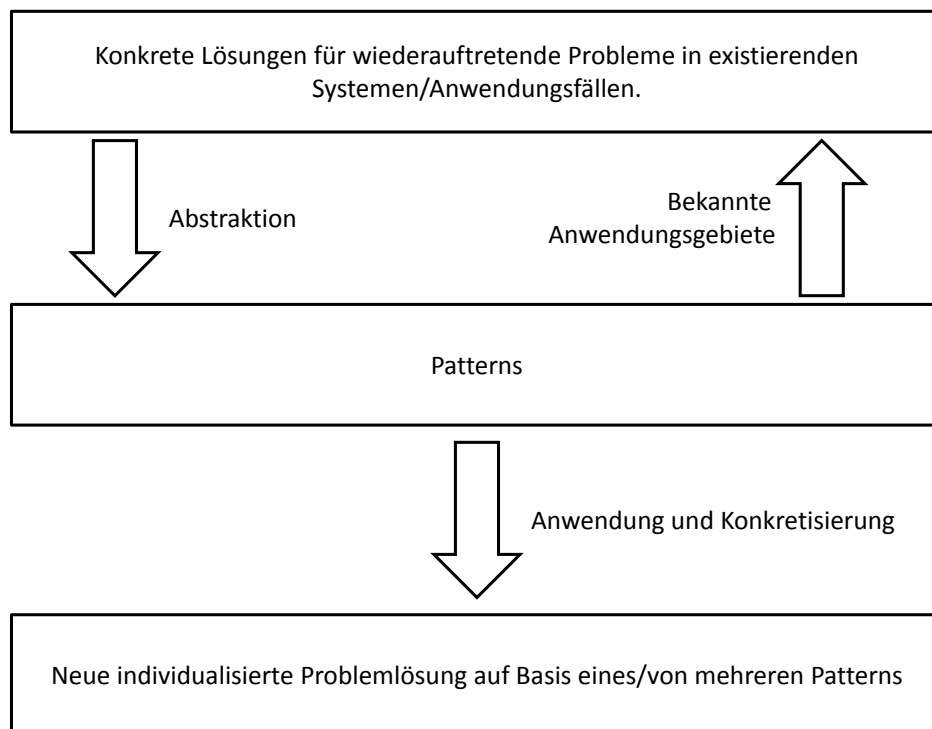 Konkrete Lösungen für wiederauftretende Probleme in existierenden
Systemen/Anwendungsfällen.
Abstraktion
Bekannte
Anwendungsgebiete
Patterns
Anwendung und Konkretisierung
Neue individualisierte Problemlösung auf Basis eines/von mehreren Patterns